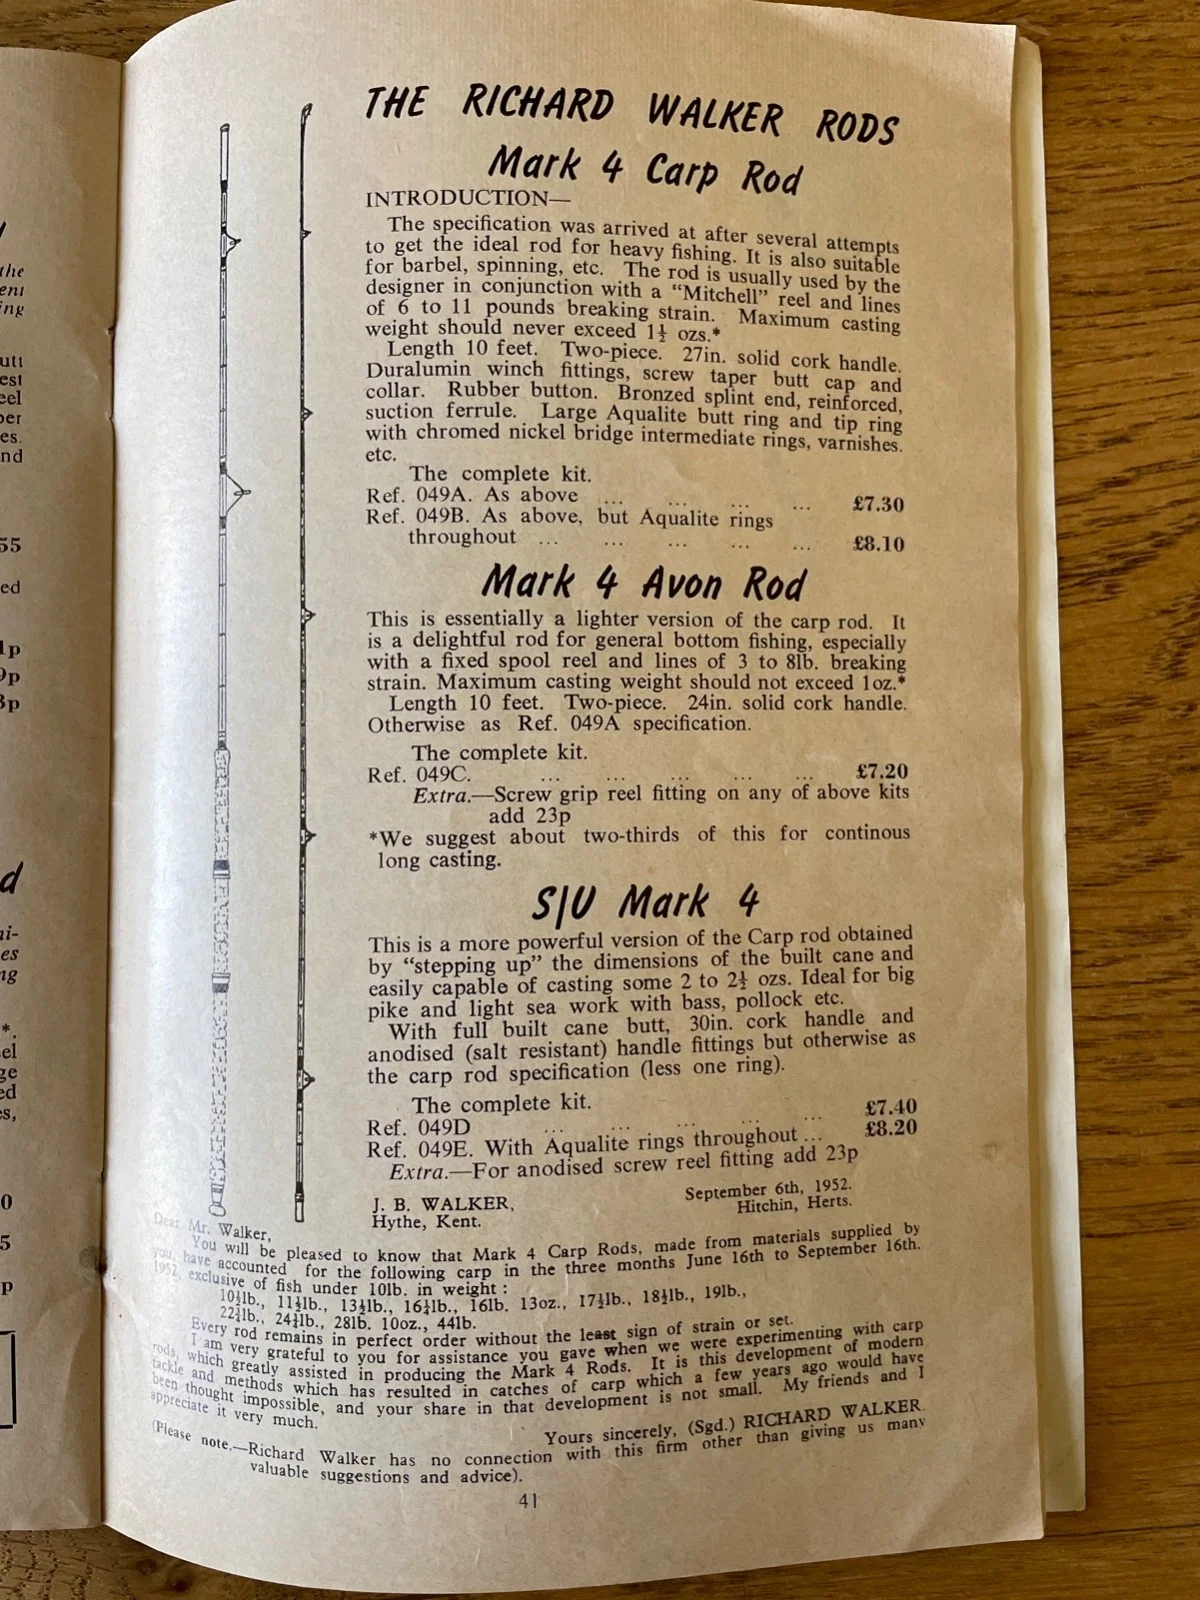 THE RICHARD WALKER RODS
Mark 4 Carp Rod
INTRODUCTION—
The specification was arrived at after several attempts
to get the ideal rod for heavy fishing. It is also suitable
for barbel, spinning, etc. The rod is usually used by the
designer in conjunction with a "Mitchell" reel and lines
of 6 to 11 pounds breaking strain. Maximum casting
weight should never exceed 1½ ozs.*
Length 10 feet. Two-piece. 27in. solid cork handle.
Duralumin winch fittings, screw taper butt cap and
collar. Rubber button. Bronzed splint end, reinforced,
suction ferrule. Large Aqualite butt ring and tip ring
with chromed nickel bridge intermediate rings, varnishes.
etc.
The complete kit.
Ref. 049A. As above ... ... ... ... £7.30
Ref. 049B. As above, but Aqualite rings
throughout ... ... ... ... ... £8.10
Mark 4 Avon Rod
This is essentially a lighter version of the carp rod. It
is a delightful rod for general bottom fishing, especially
with a fixed spool reel and lines of 3 to 8lb. breaking
strain. Maximum casting weight should not exceed 1oz.*
Length 10 feet. Two-piece. 24in. solid cork handle.
Otherwise as Ref. 049A specification.
The complete kit.
Ref. 049C. ... ... ... ... ... £7.20
Extra.—Screw grip reel fitting on any of above kits
add 23p
*We suggest about two-thirds of this for continous
long casting.
S/U Mark 4
This is a more powerful version of the Carp rod obtained
by "stepping up" the dimensions of the built cane and
easily capable of casting some 2 to 2½ ozs. Ideal for big
pike and light sea work with bass, pollock etc.
With full built cane butt, 30in. cork handle and
anodised (salt resistant) handle fittings but otherwise as
the carp rod specification (less one ring).
The complete kit.
Ref. 049D ... ... ... ... ... £7.40
Ref. 049E. With Aqualite rings throughout ... £8.20
Extra.—For anodised screw reel fitting add 23p
J. B. WALKER, September 6th, 1952.
Hythe, Kent. Hitchin, Herts.
Dear Mr. Walker,
You will be pleased to know that Mark 4 Carp Rods, made from materials supplied by
you, have accounted for the following carp in the three months June 16th to September 16th.
1952, exclusive of fish under 10lb. in weight :
10½lb., 11½lb., 13½lb., 16¼lb., 16lb. 13oz., 17½lb., 18½lb., 19lb.,
22¾lb., 24¾lb., 28lb. 10oz., 44lb.
Every rod remains in perfect order without the least sign of strain or set.
I am very grateful to you for assistance you gave when we were experimenting with carp
rods, which greatly assisted in producing the Mark 4 Rods. It is this development of modern
tackle and methods which has resulted in catches of carp which a few years ago would have
been thought impossible, and your share in that development is not small. My friends and I
appreciate it very much.
Yours sincerely, (Sgd.) RICHARD WALKER.
(Please note.—Richard Walker has no connection with this firm other than giving us many
valuable suggestions and advice).
41